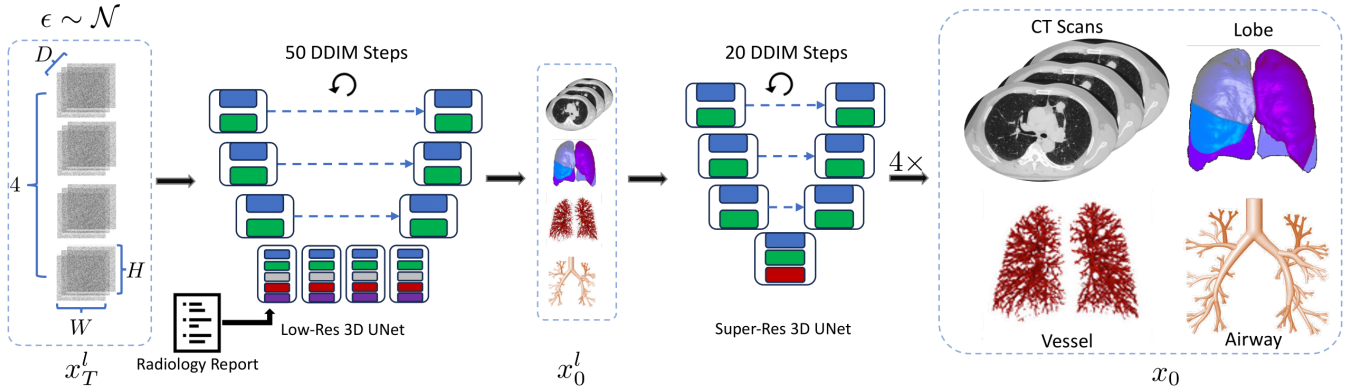 ϵ ∼ 𝒩
D
4
H
W
x_T^l
50 DDIM Steps
Radiology Report
Low-Res 3D UNet
x_0^l
20 DDIM Steps
Super-Res 3D UNet
4×
CT Scans
Lobe
Vessel
Airway
x_0